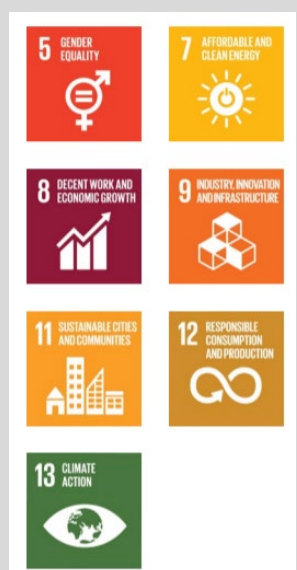 5 GENDER
EQUALITY
7 AFFORDABLE AND
CLEAN ENERGY
8 DECENT WORK AND
ECONOMIC GROWTH
9 INDUSTRY, INNOVATION
AND INFRASTRUCTURE
11 SUSTAINABLE CITIES
AND COMMUNITIES
12 RESPONSIBLE
CONSUMPTION
AND PRODUCTION
13 CLIMATE
ACTION